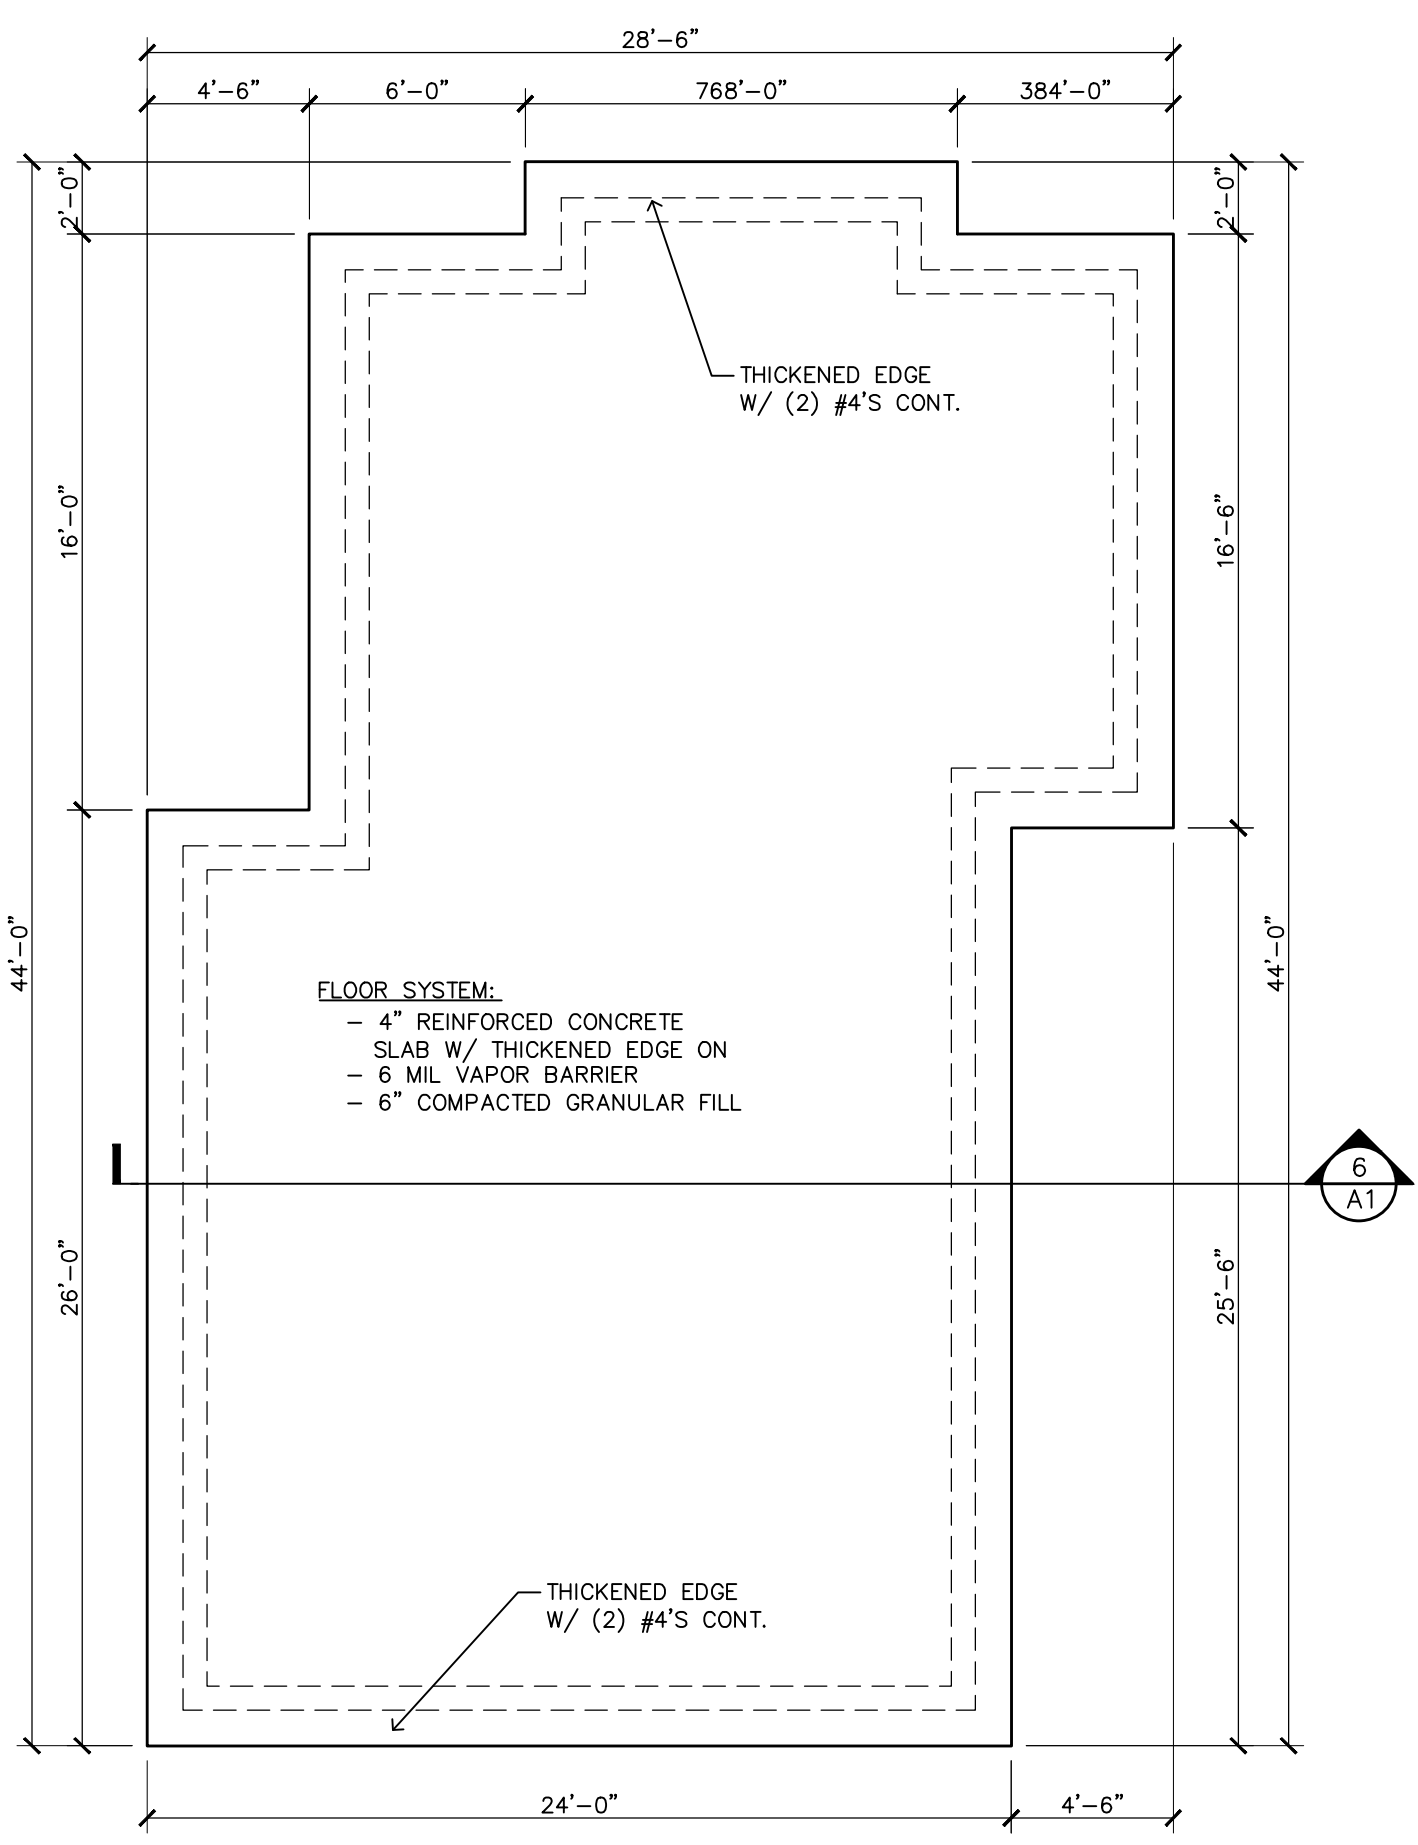 28'-6"
4'-6"
6'-0"
768'-0"
384'-0"
2'-0"
2'-0"
THICKENED EDGE
W/ (2) #4'S CONT.
16'-0"
16'-6"
44'-0"
44'-0"
FLOOR SYSTEM:
- 4" REINFORCED CONCRETE
SLAB W/ THICKENED EDGE ON
- 6 MIL VAPOR BARRIER
- 6" COMPACTED GRANULAR FILL
6
A1
26'-0"
25'-6"
THICKENED EDGE
W/ (2) #4'S CONT.
24'-0"
4'-6"